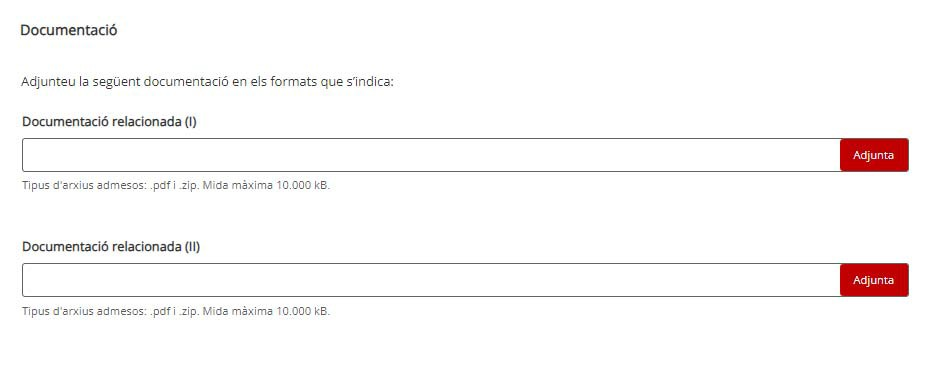 Documentació
Adjunteu la següent documentació en els formats que s'indica:
Documentació relacionada (I)
Adjunta
Tipus d'arxius admesos: .pdf i .zip. Mida màxima 10.000 kB.
Documentació relacionada (II)
Adjunta
Tipus d'arxius admesos: .pdf i .zip. Mida màxima 10.000 kB.